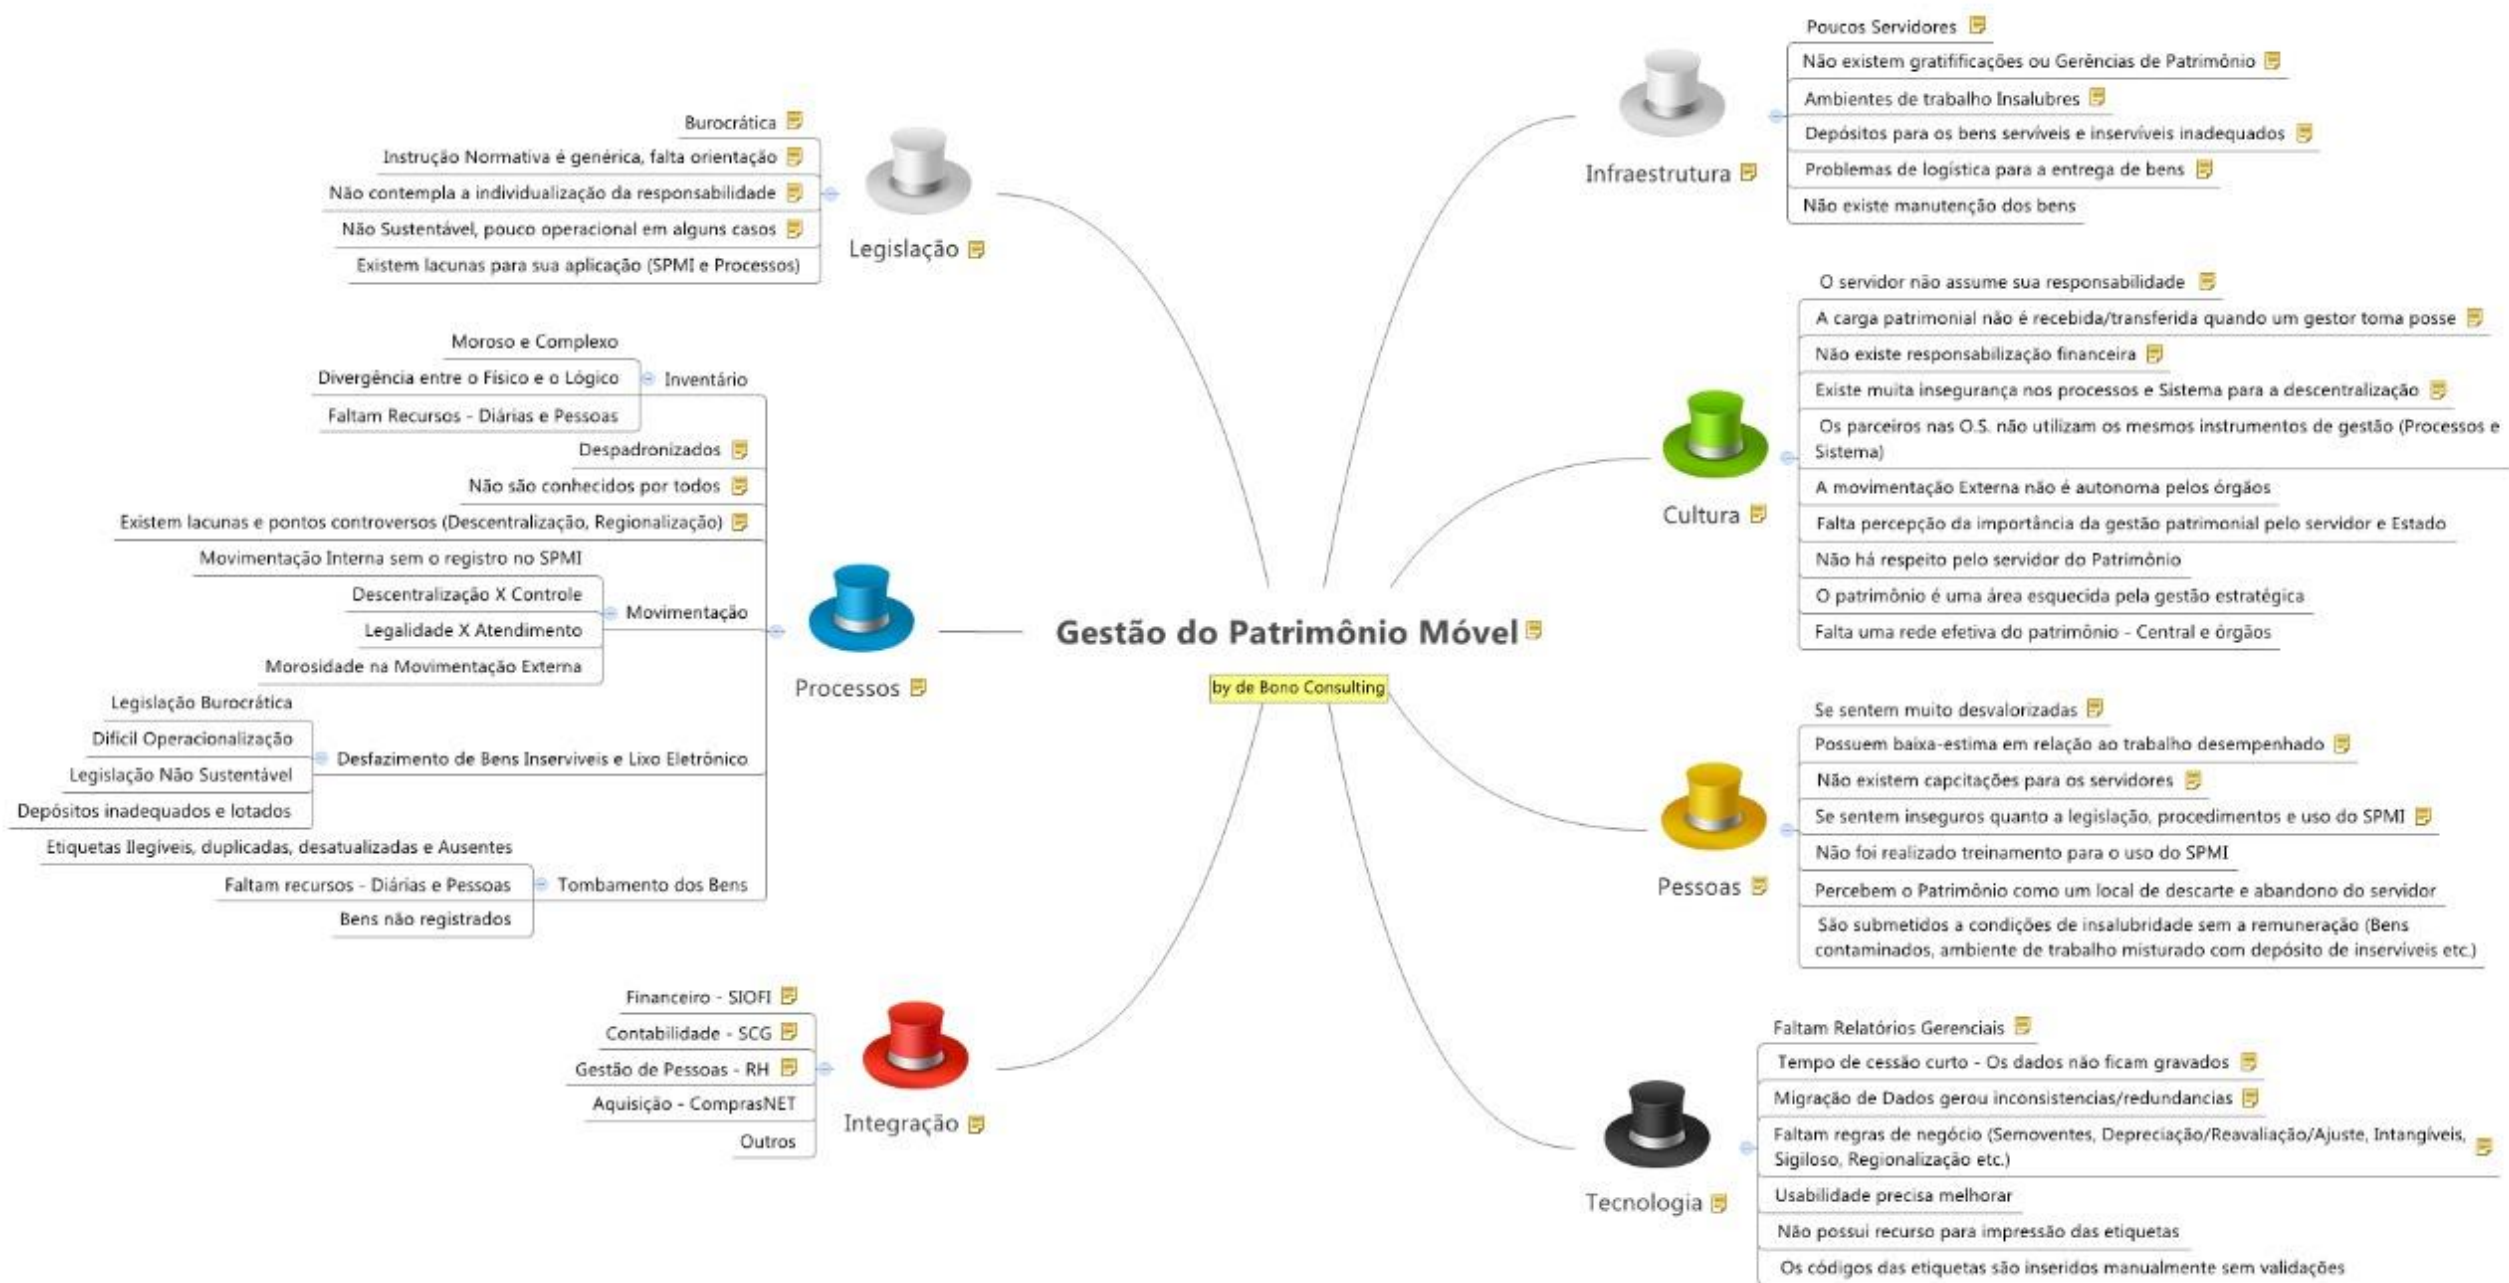 Gestão do Patrimônio Móvel
by de Bono Consulting
Legislação
Burocrática
Instrução Normativa é genérica, falta orientação
Não contempla a individualização da responsabilidade
Não Sustentável, pouco operacional em alguns casos
Existem lacunas para sua aplicação (SPMI e Processos)
Processos
Inventário
Moroso e Complexo
Divergência entre o Físico e o Lógico
Faltam Recursos - Diárias e Pessoas
Despadronizados
Não são conhecidos por todos
Existem lacunas e pontos controversos (Descentralização, Regionalização)
Movimentação
Movimentação Interna sem o registro no SPMI
Descentralização X Controle
Legalidade X Atendimento
Morosidade na Movimentação Externa
Desfazimento de Bens Inservíveis e Lixo Eletrônico
Legislação Burocrática
Difícil Operacionalização
Legislação Não Sustentável
Depósitos inadequados e lotados
Tombamento dos Bens
Etiquetas Ilegíveis, duplicadas, desatualizadas e Ausentes
Faltam recursos - Diárias e Pessoas
Bens não registrados
Integração
Financeiro - SIOFI
Contabilidade - SCG
Gestão de Pessoas - RH
Aquisição - ComprasNET
Outros
Infraestrutura
Poucos Servidores
Não existem gratifificações ou Gerências de Patrimônio
Ambientes de trabalho Insalubres
Depósitos para os bens servíveis e inservíveis inadequados
Problemas de logística para a entrega de bens
Não existe manutenção dos bens
Cultura
O servidor não assume sua responsabilidade
A carga patrimonial não é recebida/transferida quando um gestor toma posse
Não existe responsabilização financeira
Existe muita insegurança nos processos e Sistema para a descentralização
Os parceiros nas O.S. não utilizam os mesmos instrumentos de gestão (Processos e
Sistema)
A movimentação Externa não é autonoma pelos órgãos
Falta percepção da importância da gestão patrimonial pelo servidor e Estado
Não há respeito pelo servidor do Patrimônio
O patrimônio é uma área esquecida pela gestão estratégica
Falta uma rede efetiva do patrimônio - Central e órgãos
Pessoas
Se sentem muito desvalorizadas
Possuem baixa-estima em relação ao trabalho desempenhado
Não existem capcitações para os servidores
Se sentem inseguros quanto a legislação, procedimentos e uso do SPMI
Não foi realizado treinamento para o uso do SPMI
Percebem o Patrimônio como um local de descarte e abandono do servidor
São submetidos a condições de insalubridade sem a remuneração (Bens
contaminados, ambiente de trabalho misturado com depósito de inservíveis etc.)
Tecnologia
Faltam Relatórios Gerenciais
Tempo de cessão curto - Os dados não ficam gravados
Migração de Dados gerou inconsistencias/redundancias
Faltam regras de negócio (Semoventes, Depreciação/Reavaliação/Ajuste, Intangíveis,
Sigiloso, Regionalização etc.)
Usabilidade precisa melhorar
Não possui recurso para impressão das etiquetas
Os códigos das etiquetas são inseridos manualmente sem validações